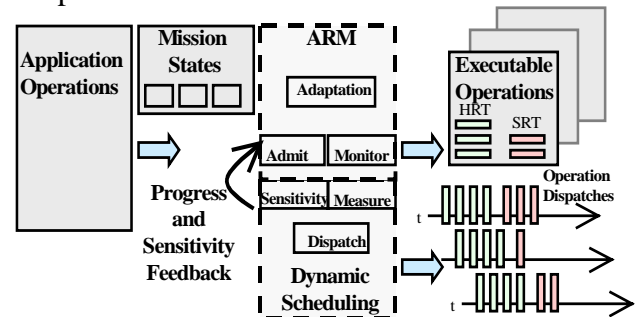 Application
Operations
Mission
States
ARM
Adaptation
Admit
Monitor
Sensitivity
Measure
Dispatch
Dynamic
Scheduling
Progress
and
Sensitivity
Feedback
Executable
Operations
HRT
SRT
Operation
Dispatches
t
t